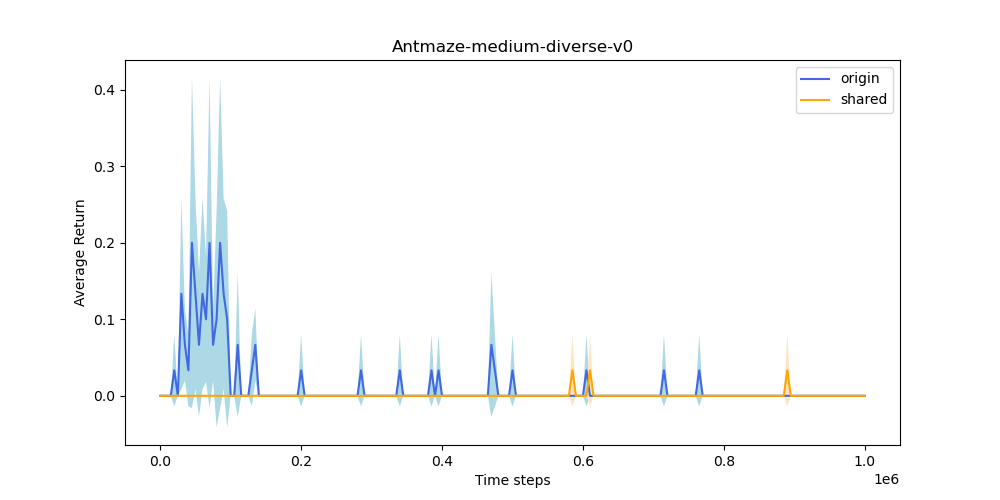 Antmaze-medium-diverse-v0
origin
shared
Average Return
0.4
0.3
0.2
0.1
0.0
0.0 0.2 0.4 0.6 0.8 1.0
1e6
Time steps